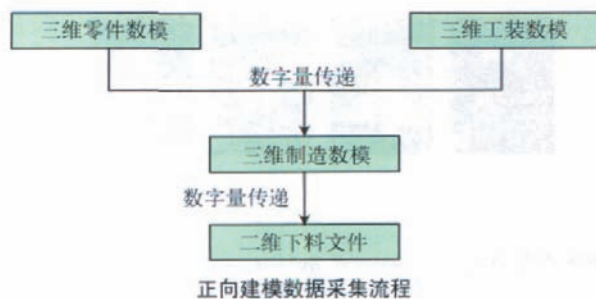 三维零件数模
三维工装数模
数字量传递
三维制造数模
数字量传递
二维下料文件
正向建模数据采集流程